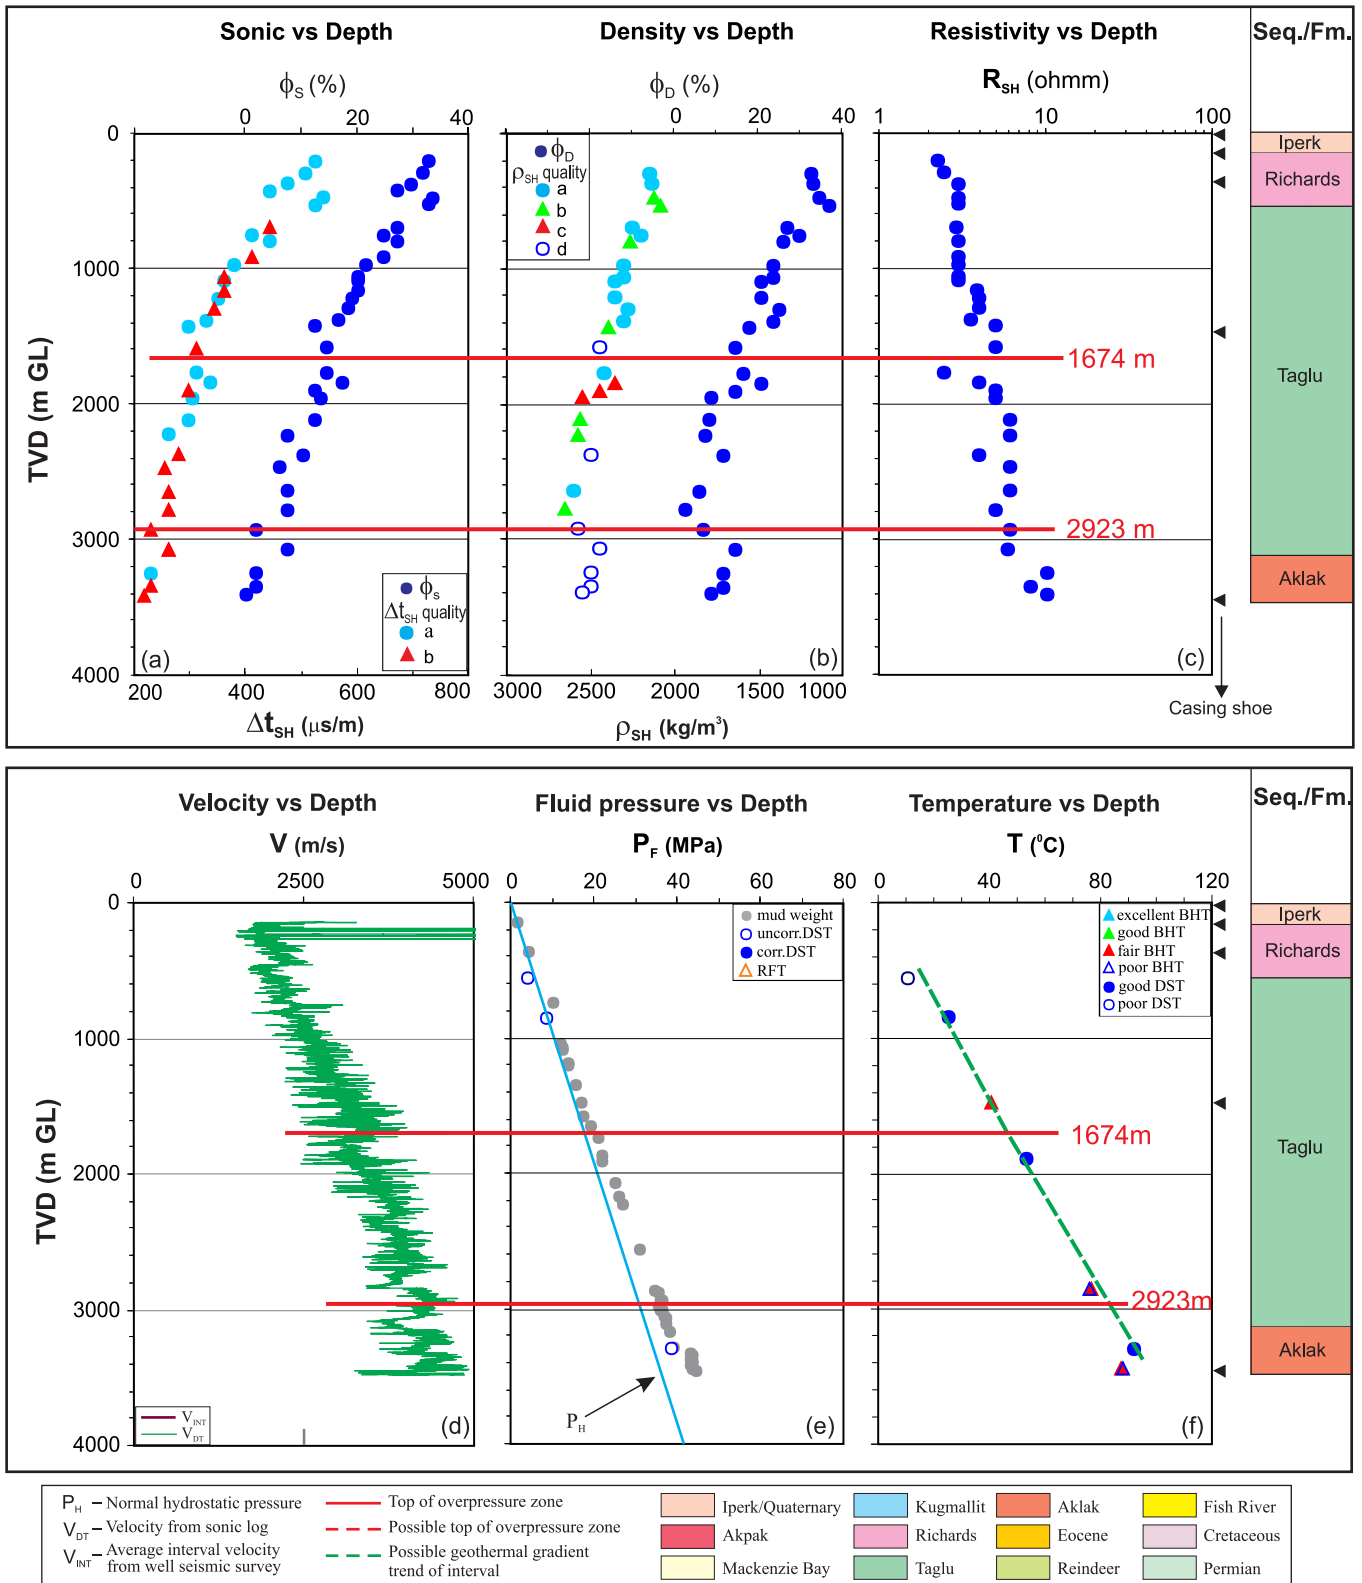 Sonic vs Depth
Density vs Depth
Resistivity vs Depth
Seq./Fm.
ϕS (%)
ϕD (%)
RSH (ohmm)
0 20 40
0 20 40
1 10 100
TVD (m GL)
0
1000
2000
3000
4000
ϕD
ρSH quality
a
b
c
d
ϕs
ΔtSH quality
a
b
1674 m
2923 m
(a)
(b)
(c)
200 400 600 800
3000 2500 2000 1500 1000
ΔtSH (μs/m)
ρSH (kg/m³)
Iperk
Richards
Taglu
Aklak
Casing shoe
Velocity vs Depth
Fluid pressure vs Depth
Temperature vs Depth
Seq./Fm.
V (m/s)
PF (MPa)
T (⁰C)
0 2500 5000
0 20 40 60 80
0 40 80 120
TVD (m GL)
0
1000
2000
3000
4000
mud weight
uncorr.DST
corr.DST
RFT
excellent BHT
good BHT
fair BHT
poor BHT
good DST
poor DST
1674m
2923m
PH
VINT
VDT
(d)
(e)
(f)
Iperk
Richards
Taglu
Aklak
PH – Normal hydrostatic pressure
VDT – Velocity from sonic log
VINT – Average interval velocity
from well seismic survey
Top of overpressure zone
Possible top of overpressure zone
Possible geothermal gradient
trend of interval
Iperk/Quaternary
Kugmallit
Aklak
Fish River
Akpak
Richards
Eocene
Cretaceous
Mackenzie Bay
Taglu
Reindeer
Permian